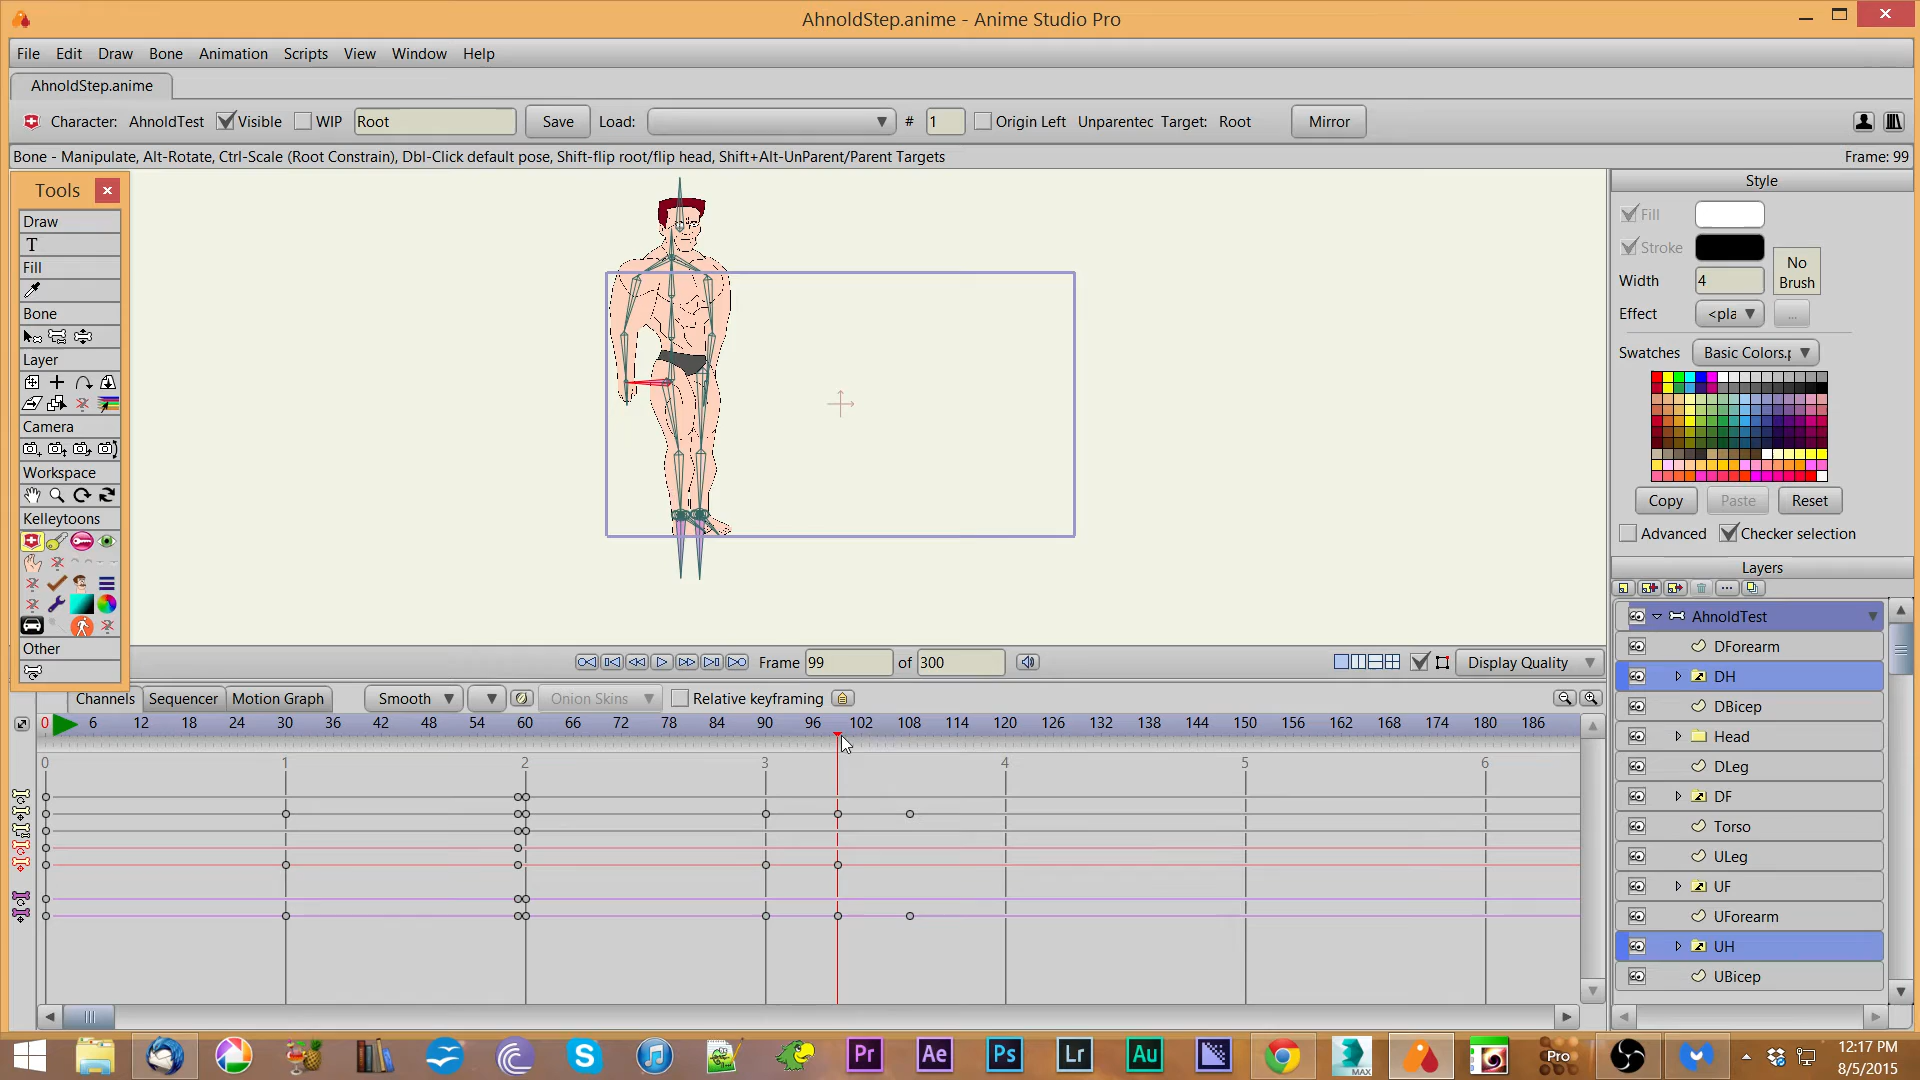 AhnoldStep.anime - Anime Studio Pro
File Edit Draw Bone Animation Scripts View Window Help
AhnoldStep.anime
Character: AhnoldTest Visible WIP Root Save Load: # 1 Origin Left Unparentec Target: Root Mirror
Bone - Manipulate, Alt-Rotate, Ctrl-Scale (Root Constrain), Dbl-Click default pose, Shift-flip root/flip head, Shift+Alt-UnParent/Parent Targets Frame: 99
Tools
Draw
T
Fill
Bone
Layer
Camera
Workspace
Kelleytoons
Other
Style
Fill
Stroke
Width 4
No
Brush
Effect <pla ...
Swatches Basic Colors.p
Copy Paste Reset
Advanced Checker selection
Layers
AhnoldTest
DForearm
DH
DBicep
Head
DLeg
DF
Torso
ULeg
UF
UForearm
UH
UBicep
Frame 99 of 300 Display Quality
Channels Sequencer Motion Graph Smooth Onion Skins Relative keyframing
0 6 12 18 24 30 36 42 48 54 60 66 72 78 84 90 96 102 108 114 120 126 132 138 144 150 156 162 168 174 180 186
0 1 2 3 4 5 6
Pr Ae Ps Lr Au MAX Pro
12:17 PM
8/5/2015